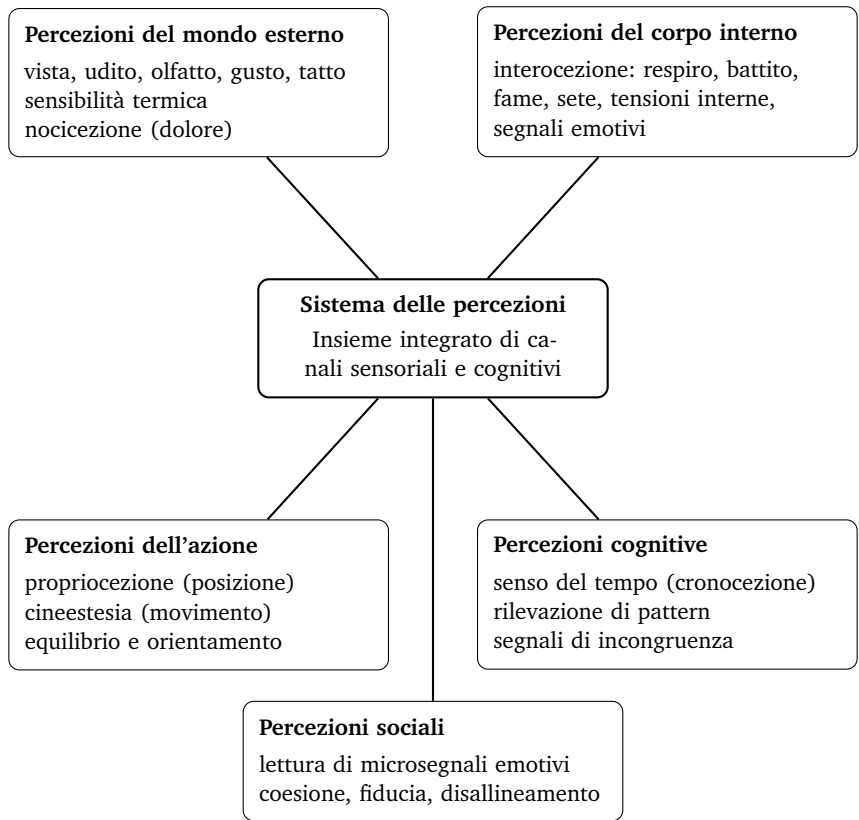 Percezioni del mondo esterno
vista, udito, olfatto, gusto, tatto
sensibilità termica
nocicezione (dolore)
Percezioni del corpo interno
interocezione: respiro, battito,
fame, sete, tensioni interne,
segnali emotivi
Sistema delle percezioni
Insieme integrato di ca-
nali sensoriali e cognitivi
Percezioni dell'azione
propriocezione (posizione)
cineestesia (movimento)
equilibrio e orientamento
Percezioni cognitive
senso del tempo (cronocezione)
rilevazione di pattern
segnali di incongruenza
Percezioni sociali
lettura di microsegnali emotivi
coesione, fiducia, disallineamento